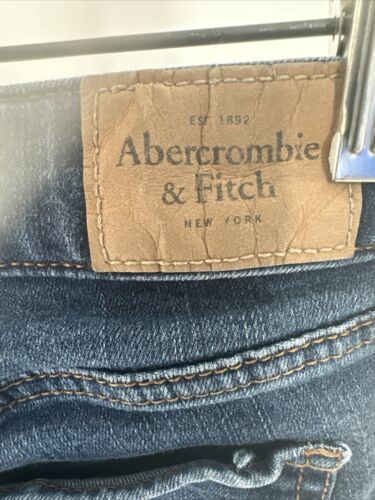 EST 1892
Abercrombie
& Fitch
NEW YORK